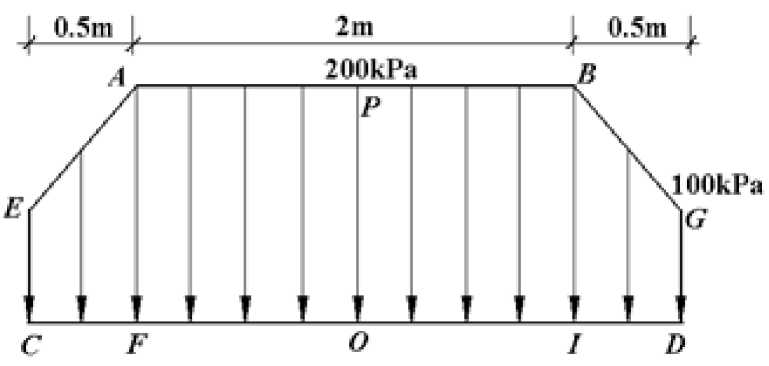 0.5m 2m 0.5m
A 200kPa B
P
100kPa
E G
C F O I D